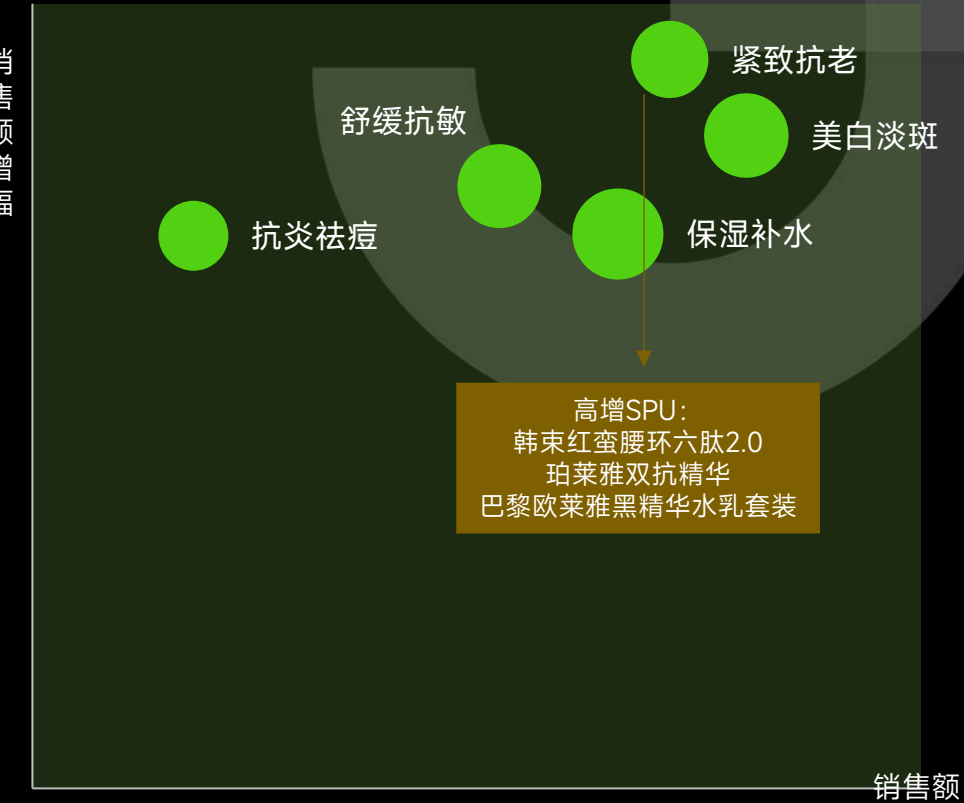 销售额增幅
紧致抗老
美白淡斑
舒缓抗敏
保湿补水
抗炎祛痘
高增SPU：
韩束红蛮腰环六肽2.0
珀莱雅双抗精华
巴黎欧莱雅黑精华水乳套装
销售额